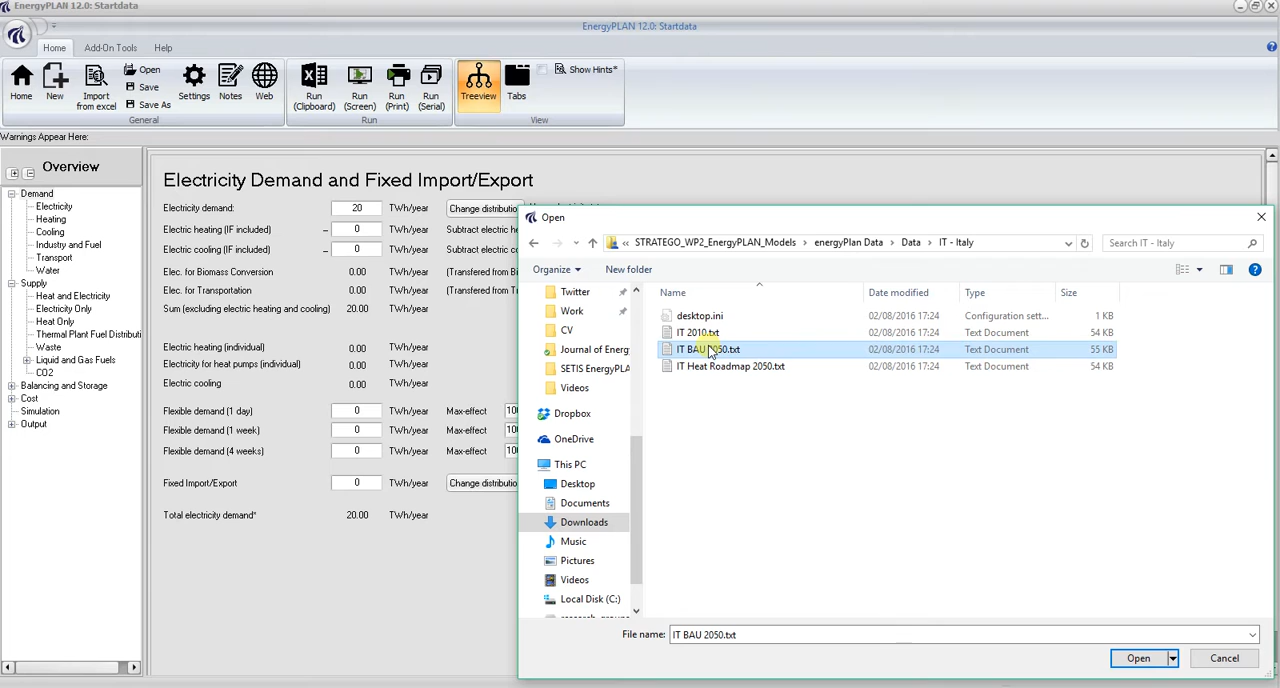 EnergyPLAN 12.0: Startdata
EnergyPLAN 12.0: Startdata
Home Add-On Tools Help
Home
New
Import from excel
Open
Save
Save As
Settings
Notes
Web
Run (Clipboard)
Run (Screen)
Run (Print)
Run (Serial)
Treeview
Tabs
Show Hints*
General Run View
Warnings Appear Here:
Overview
Demand
Electricity
Heating
Cooling
Industry and Fuel
Transport
Water
Supply
Heat and Electricity
Electricity Only
Heat Only
Thermal Plant Fuel Distributi
Waste
Liquid and Gas Fuels
CO2
Balancing and Storage
Cost
Simulation
Output
Electricity Demand and Fixed Import/Export
Electricity demand: 20 TWh/year Change distributio
Electric heating (IF included) – 0 TWh/year Subtract electric he
Electric cooling (IF included) – 0 TWh/year Subtract electric co
Elec. for Biomass Conversion 0.00 TWh/year (Transfered from Bi
Elec. for Transportation 0.00 TWh/year (Transfered from Tr
Sum (excluding electric heating and cooling) 20.00 TWh/year
Electric heating (individual) 0.00 TWh/year
Electricity for heat pumps (individual) 0.00 TWh/year
Electric cooling 0.00 TWh/year
Flexible demand (1 day) 0 TWh/year Max-effect 100
Flexible demand (1 week) 0 TWh/year Max-effect 100
Flexible demand (4 weeks) 0 TWh/year Max-effect 100
Fixed Import/Export 0 TWh/year Change distributio
Total electricity demand* 20.00 TWh/year
Open
« STRATEGO_WP2_EnergyPLAN_Models › energyPlan Data › Data › IT - Italy
Search IT - Italy
Organize New folder
Twitter
Work
CV
Journal of Energy
SETIS EnergyPLA
Videos
Dropbox
OneDrive
This PC
Desktop
Documents
Downloads
Music
Pictures
Videos
Local Disk (C:)
Name Date modified Type Size
desktop.ini 02/08/2016 17:24 Configuration sett... 1 KB
IT 2010.txt 02/08/2016 17:24 Text Document 54 KB
IT BAU 2050.txt 02/08/2016 17:24 Text Document 55 KB
IT Heat Roadmap 2050.txt 02/08/2016 17:24 Text Document 54 KB
File name: IT BAU 2050.txt
Open Cancel